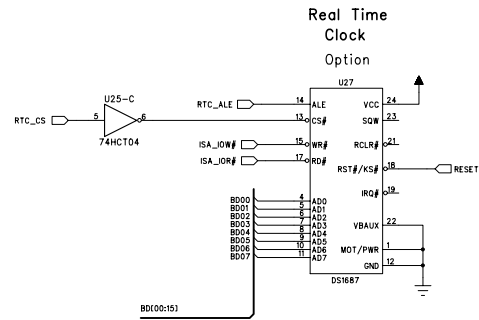 Real Time
Clock
Option
U27
U25-C
RTC_CS 5 6
74HCT04
RTC_ALE 14 ALE VCC 24
13 CS# SQW 23
ISA_IOW# 15 WR# RCLR# 21
ISA_IOR# 17 RD#
RST#/KS# 18 RESET
IRQ# 19
BD00 4 AD0
BD01 5 AD1
BD02 6 AD2
BD03 7 AD3
BD04 8 AD4
BD05 9 AD5
BD06 10 AD6
BD07 11 AD7
VBAUX 22
MOT/PWR 1
GND 12
DS1687
BD[00:15]